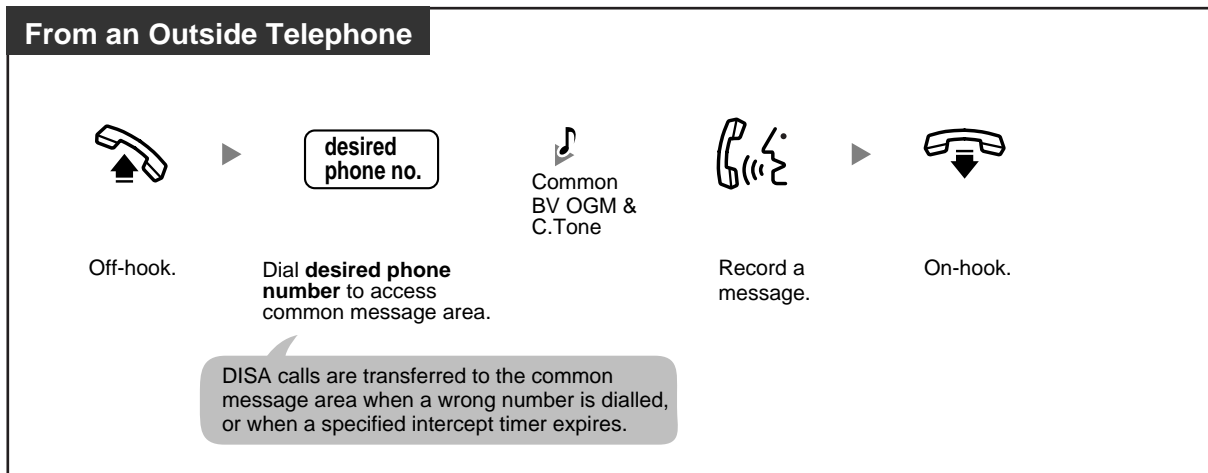 From an Outside Telephone
desired
phone no.
Common
BV OGM &
C.Tone
Off-hook.
Dial desired phone
number to access
common message area.
Record a
message.
On-hook.
DISA calls are transferred to the common
message area when a wrong number is dialled,
or when a specified intercept timer expires.